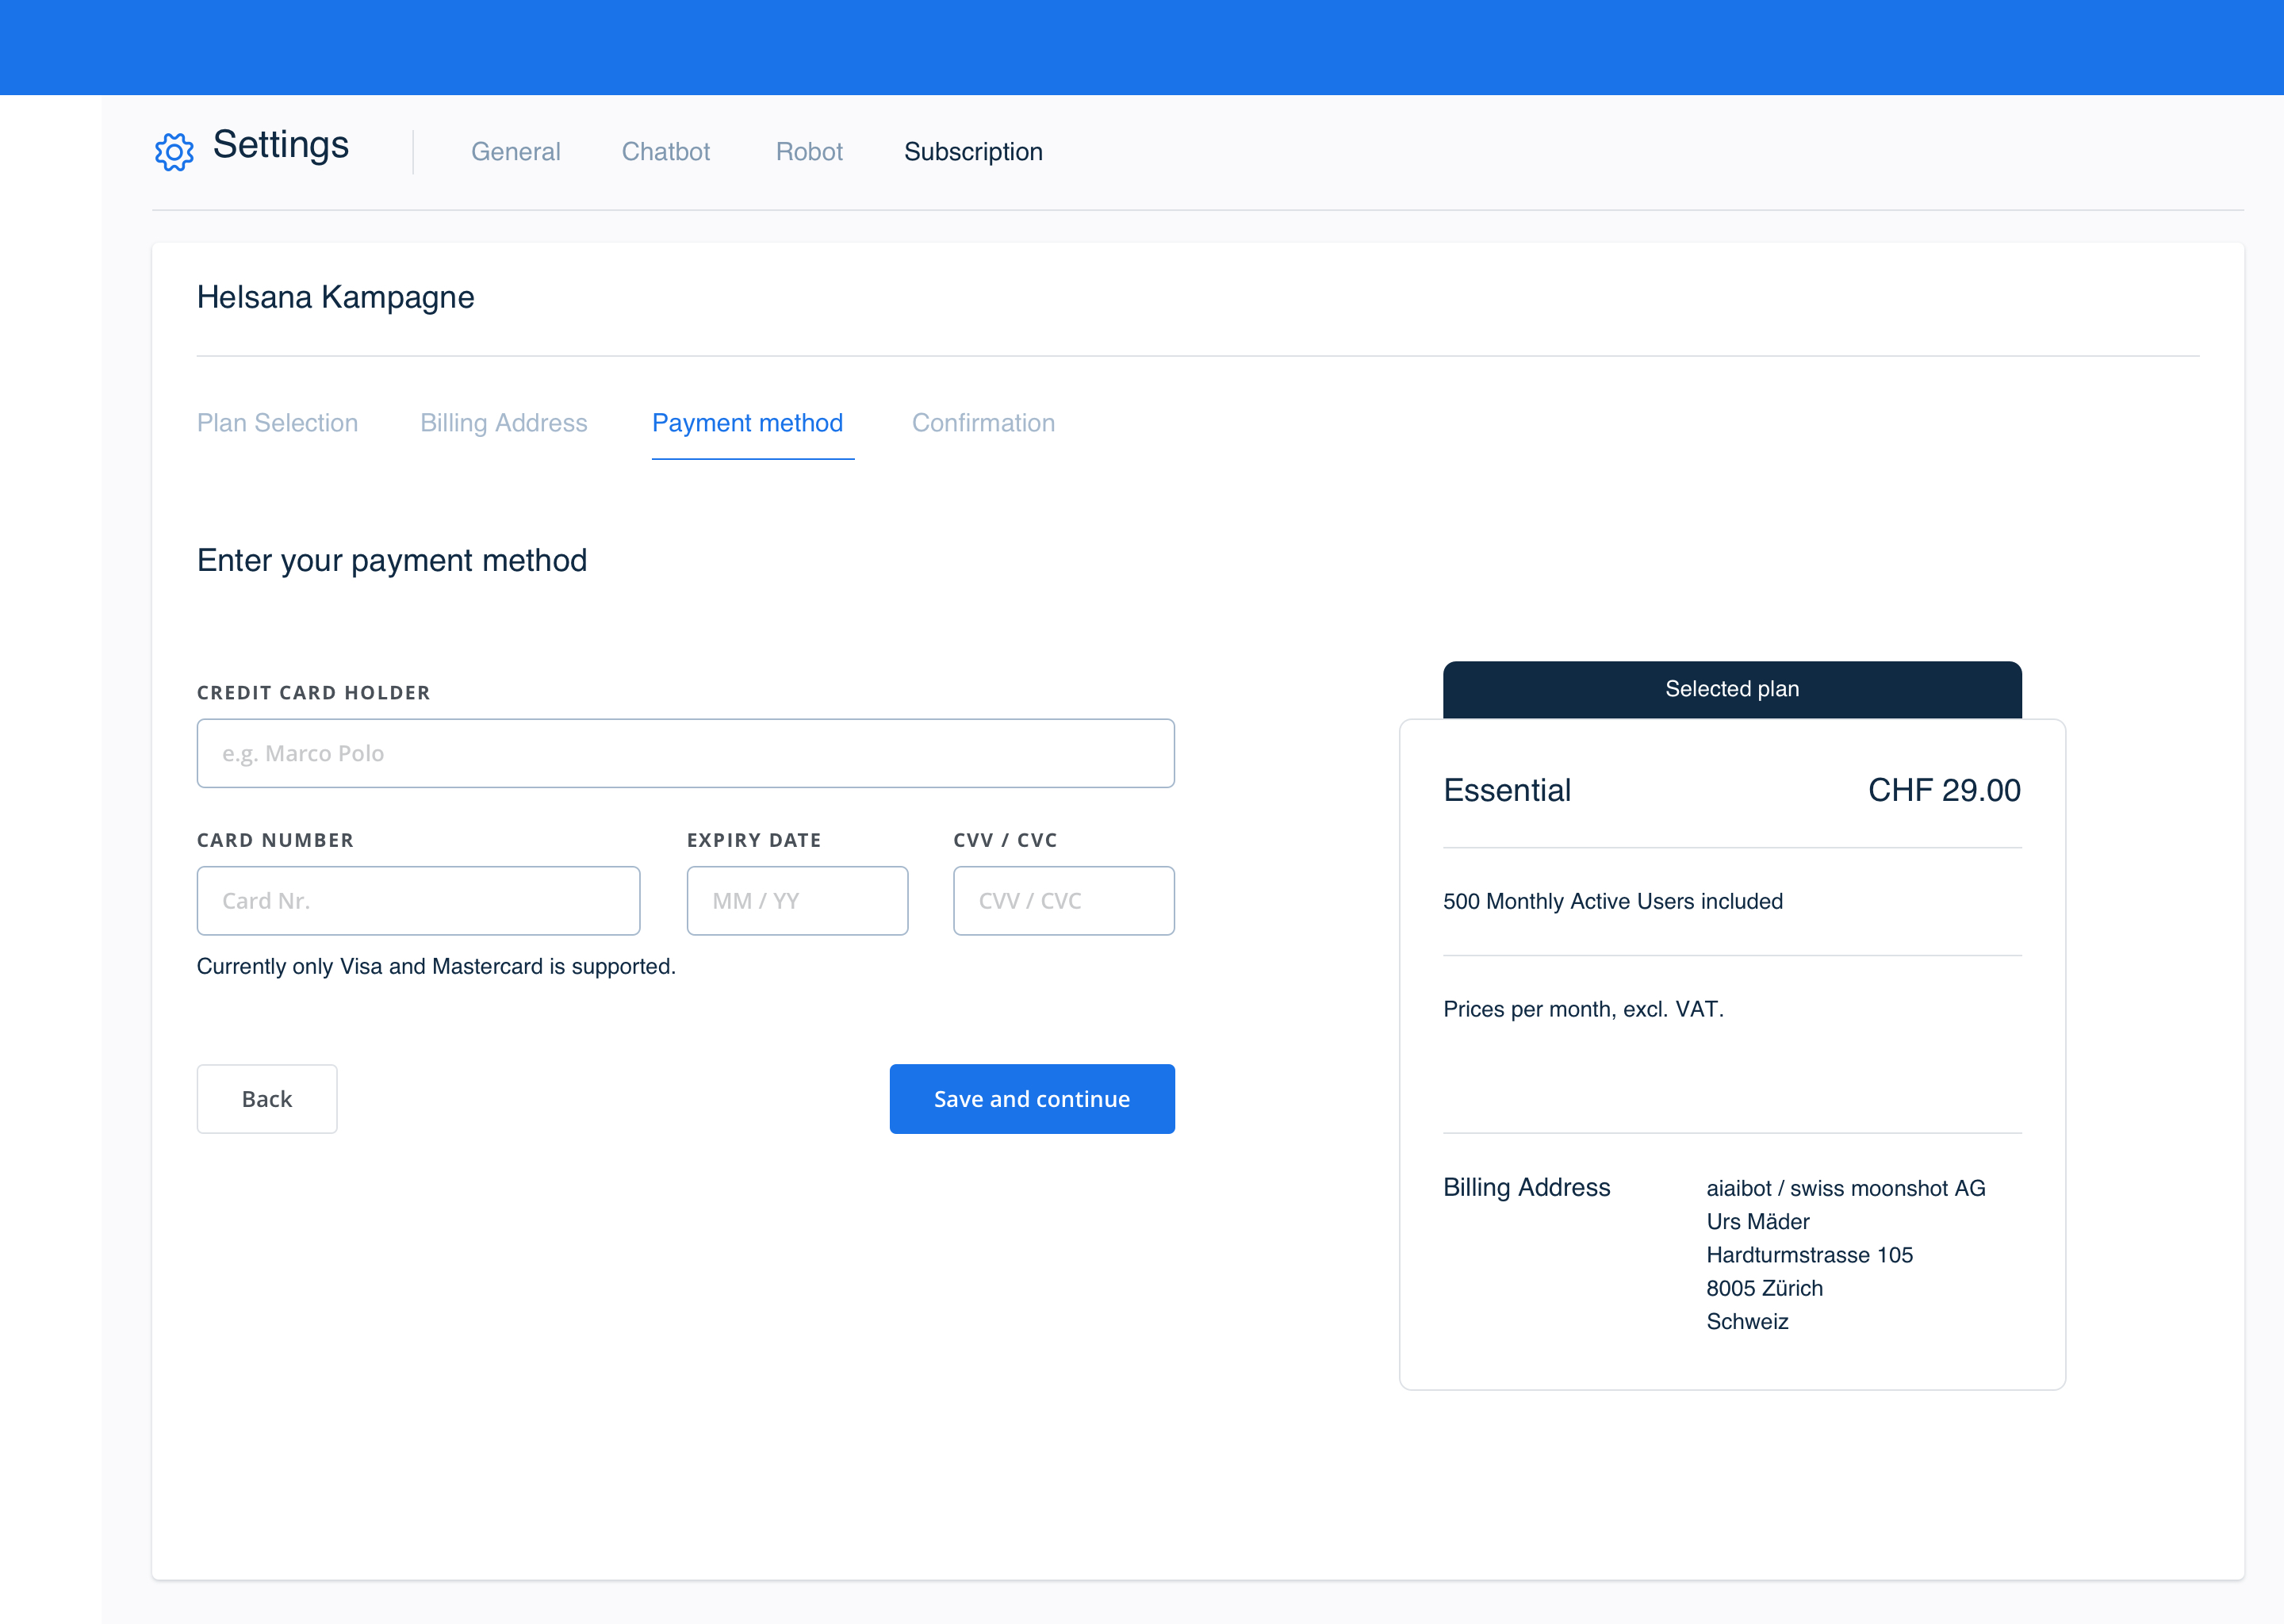 Settings
General
Chatbot
Robot
Subscription
Helsana Kampagne
Plan Selection
Billing Address
Payment method
Confirmation
Enter your payment method
CREDIT CARD HOLDER
e.g. Marco Polo
CARD NUMBER
EXPIRY DATE
CVV / CVC
Card Nr.
MM / YY
CVV / CVC
Currently only Visa and Mastercard is supported.
Back
Save and continue
Selected plan
Essential
CHF 29.00
500 Monthly Active Users included
Prices per month, excl. VAT.
Billing Address
aiaibot / swiss moonshot AG
Urs Mäder
Hardturmstrasse 105
8005 Zürich
Schweiz